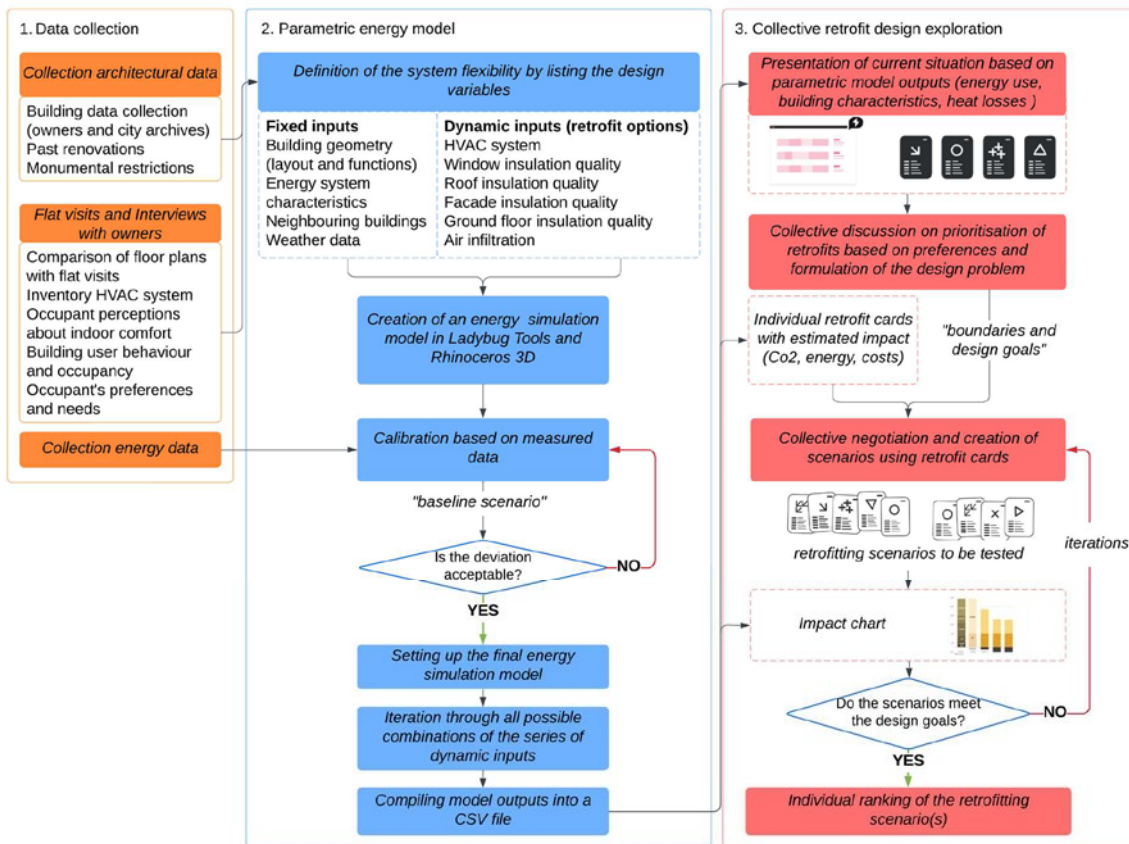 1. Data collection
Collection architectural data
Building data collection
(owners and city archives)
Past renovations
Monumental restrictions
Flat visits and Interviews
with owners
Comparison of floor plans
with flat visits
Inventory HVAC system
Occupant perceptions
about indoor comfort
Building user behaviour
and occupancy
Occupant's preferences
and needs
Collection energy data
2. Parametric energy model
Definition of the system flexibility by listing the design
variables
Fixed inputs
Building geometry
(layout and functions)
Energy system
characteristics
Neighbouring buildings
Weather data
Dynamic inputs (retrofit options)
HVAC system
Window insulation quality
Roof insulation quality
Facade insulation quality
Ground floor insulation quality
Air infiltration
Creation of an energy simulation
model in Ladybug Tools and
Rhinoceros 3D
Calibration based on measured
data
"baseline scenario"
Is the deviation
acceptable?
NO
YES
Setting up the final energy
simulation model
Iteration through all possible
combinations of the series of
dynamic inputs
Compiling model outputs into a
CSV file
3. Collective retrofit design exploration
Presentation of current situation based on
parametric model outputs (energy use,
building characteristics, heat losses )
Collective discussion on prioritisation of
retrofits based on preferences and
formulation of the design problem
Individual retrofit cards
with estimated impact
(Co2, energy, costs)
"boundaries and
design goals"
Collective negotiation and creation of
scenarios using retrofit cards
retrofitting scenarios to be tested
iterations
Impact chart
Do the scenarios meet
the design goals?
NO
YES
Individual ranking of the retrofitting
scenario(s)